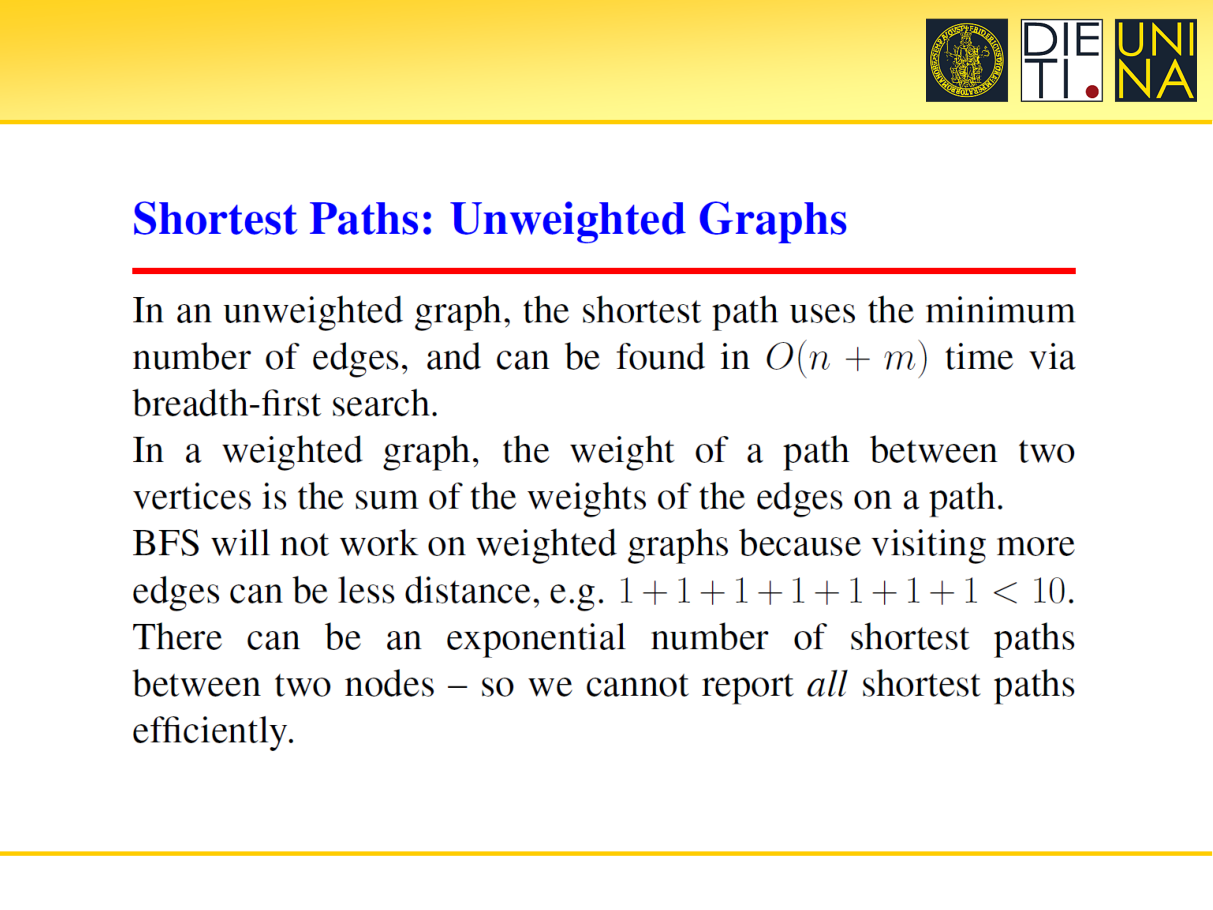 DIE
TI.
UNI
NA
Shortest Paths: Unweighted Graphs
In an unweighted graph, the shortest path uses the minimum
number of edges, and can be found in O(n + m) time via
breadth-first search.
In a weighted graph, the weight of a path between two
vertices is the sum of the weights of the edges on a path.
BFS will not work on weighted graphs because visiting more
edges can be less distance, e.g. 1 + 1 + 1 + 1 + 1 + 1 + 1 < 10.
There can be an exponential number of shortest paths
between two nodes – so we cannot report all shortest paths
efficiently.